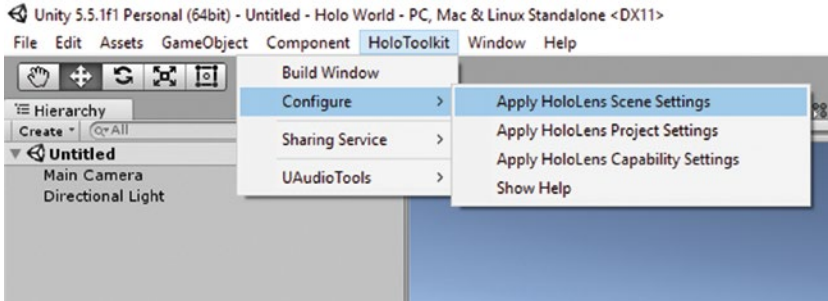 Unity 5.5.1f1 Personal (64bit) - Untitled - Holo World - PC, Mac & Linux Standalone <DX11>
File Edit Assets GameObject Component HoloToolkit Window Help
Build Window
Configure
Sharing Service
UAudioTools
Apply HoloLens Scene Settings
Apply HoloLens Project Settings
Apply HoloLens Capability Settings
Show Help
Hierarchy
Create All
Untitled
Main Camera
Directional Light